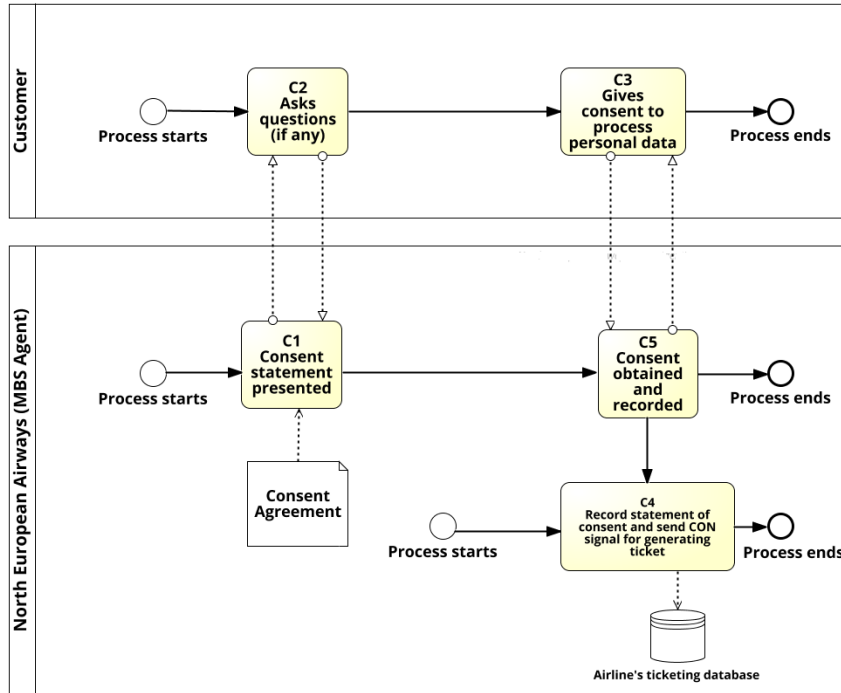 Customer
Process starts
C2
Asks
questions
(if any)
C3
Gives
consent to
process
personal data
Process ends
North European Airways (MBS Agent)
Process starts
C1
Consent
statement
presented
C5
Consent
obtained
and
recorded
Process ends
Consent
Agreement
Process starts
C4
Record statement of
consent and send CON
signal for generating
ticket
Process ends
Airline's ticketing database